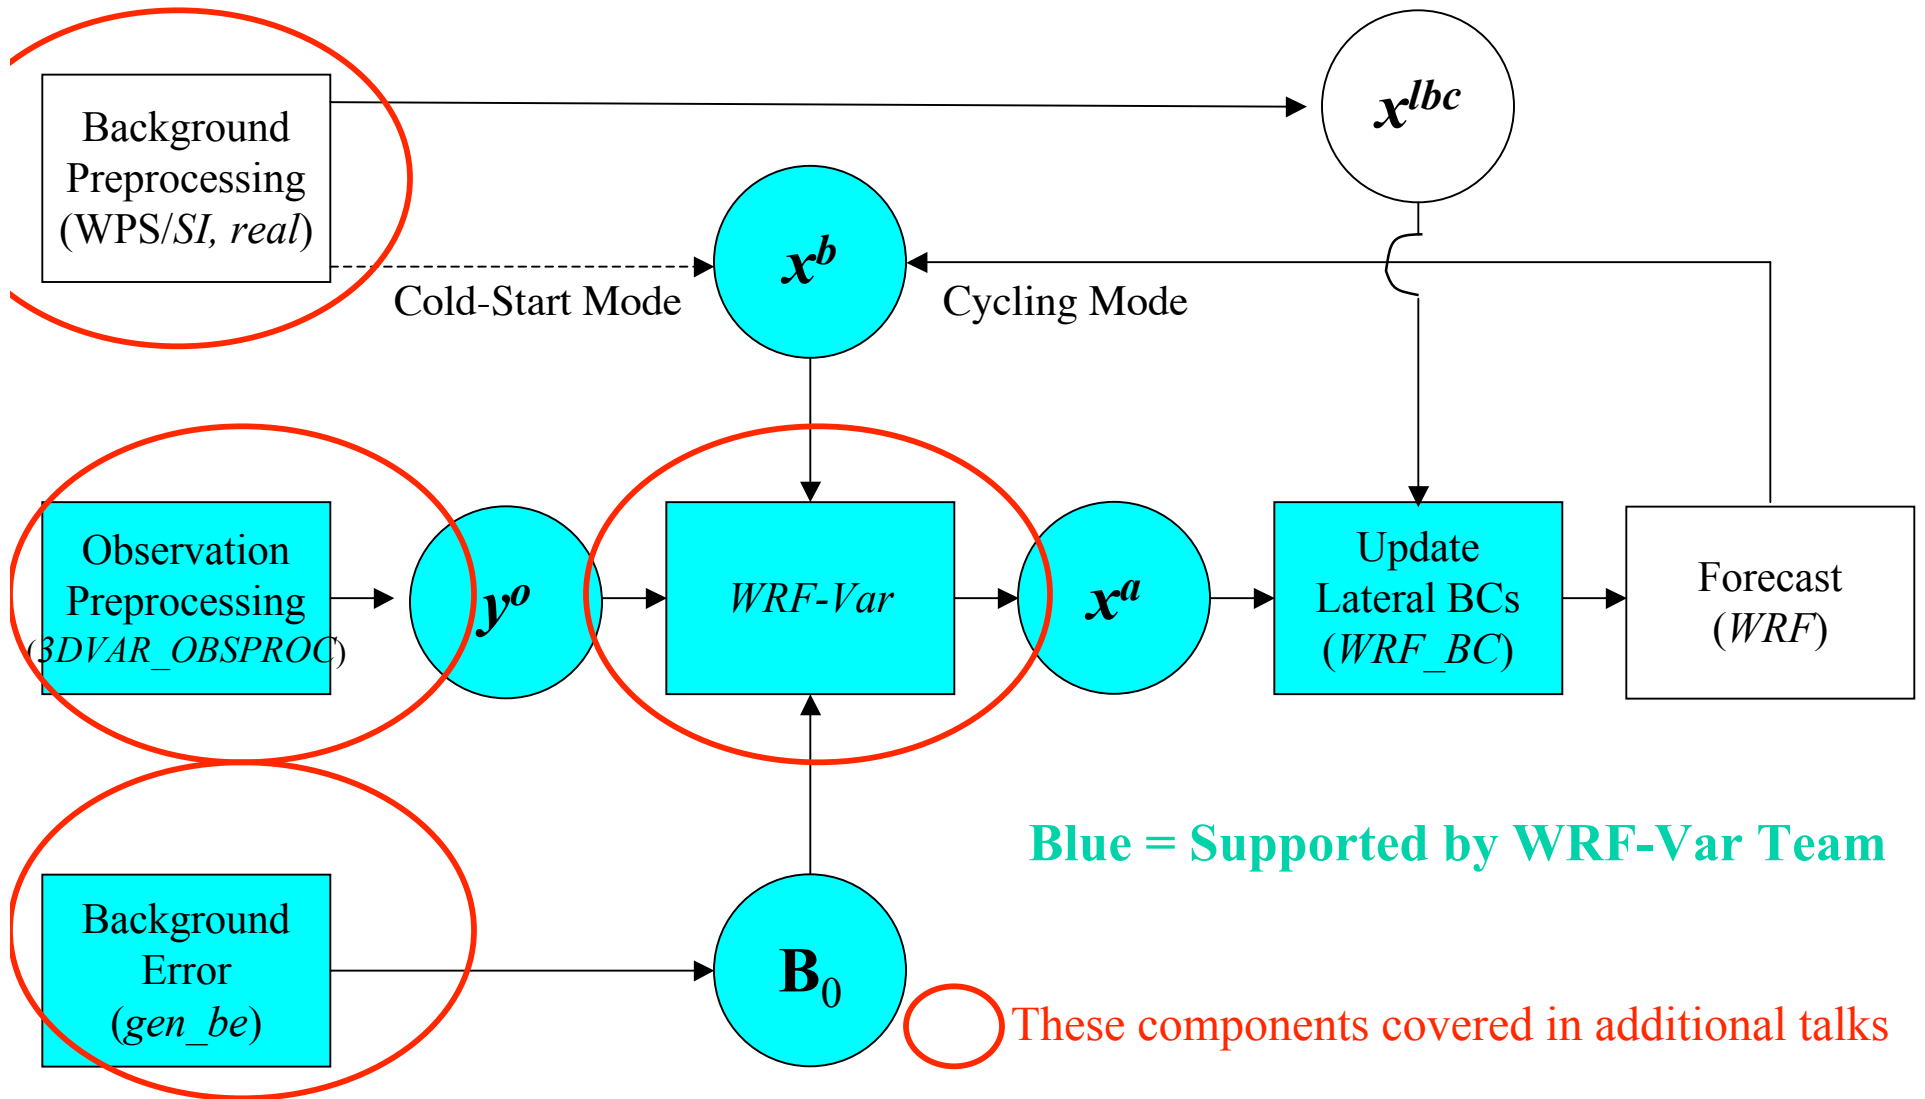 Background
Preprocessing
(WPS/SI, real)
x^lbc
x^b
Cold-Start Mode
Cycling Mode
Observation
Preprocessing
(3DVAR_OBSPROC)
y^o
WRF-Var
x^a
Update
Lateral BCs
(WRF_BC)
Forecast
(WRF)
Blue = Supported by WRF-Var Team
Background
Error
(gen_be)
B_0
These components covered in additional talks